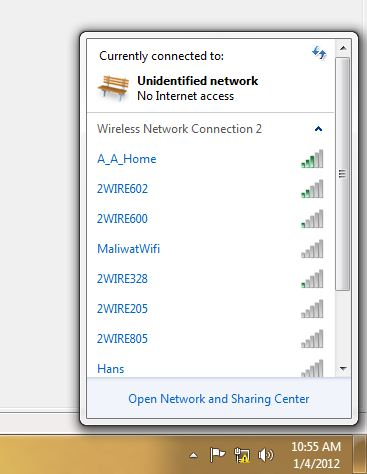 Currently connected to:
Unidentified network
No Internet access
Wireless Network Connection 2
A_A_Home
2WIRE602
2WIRE600
MaliwatWifi
2WIRE328
2WIRE205
2WIRE805
Hans
Open Network and Sharing Center
10:55 AM
1/4/2012